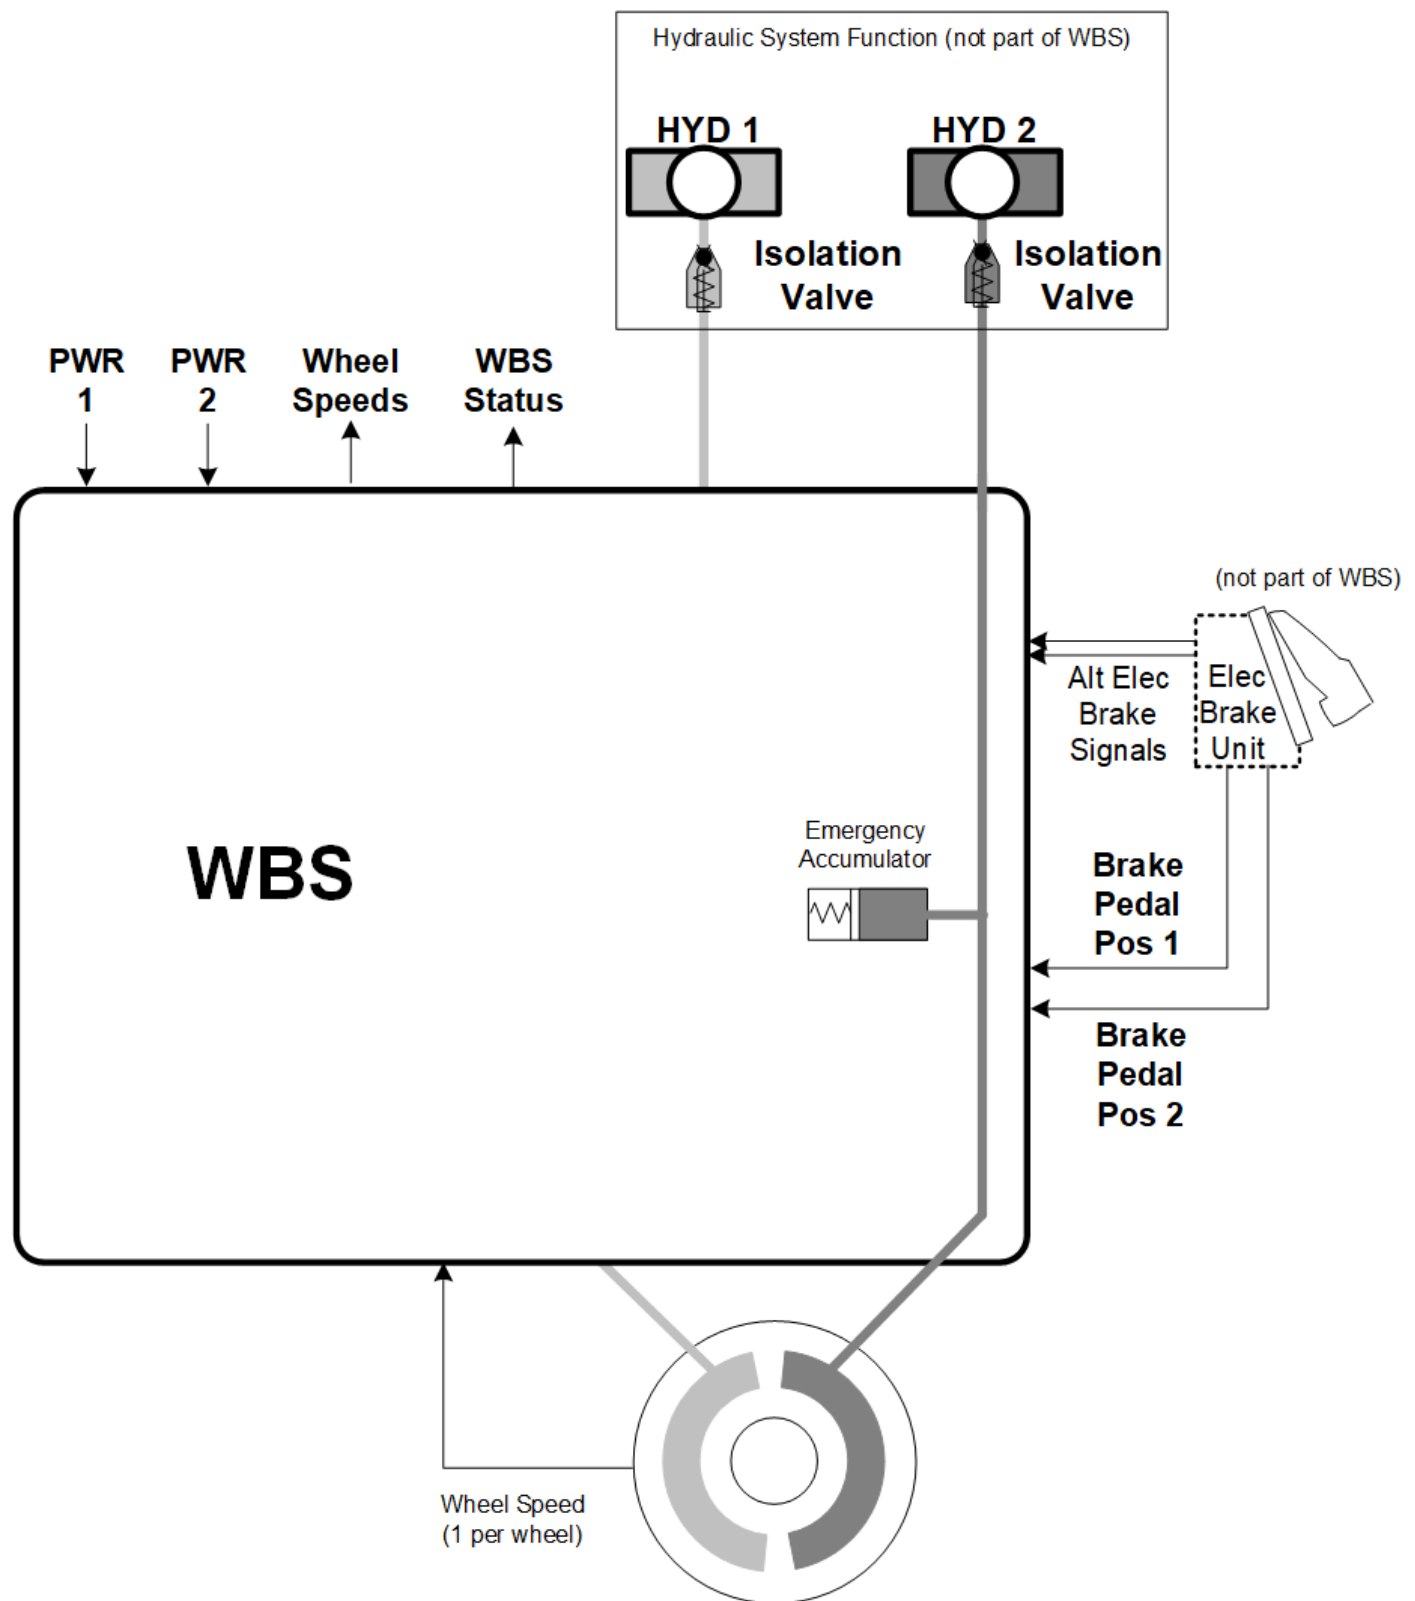 Hydraulic System Function (not part of WBS)
HYD 1
HYD 2
Isolation
Valve
Isolation
Valve
PWR
1
PWR
2
Wheel
Speeds
WBS
Status
(not part of WBS)
Alt Elec
Brake
Signals
Elec
Brake
Unit
WBS
Emergency
Accumulator
Brake
Pedal
Pos 1
Brake
Pedal
Pos 2
Wheel Speed
(1 per wheel)